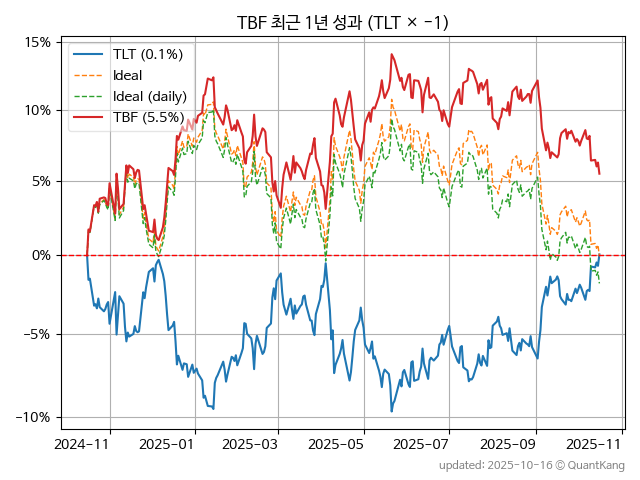 TBF 최근 1년 성과 (TLT × −1)
15%
10%
5%
0%
−5%
−10%
TLT (0.1%)
Ideal
Ideal (daily)
TBF (5.5%)
2024-11
2025-01
2025-03
2025-05
2025-07
2025-09
2025-11
updated: 2025-10-16 © QuantKang